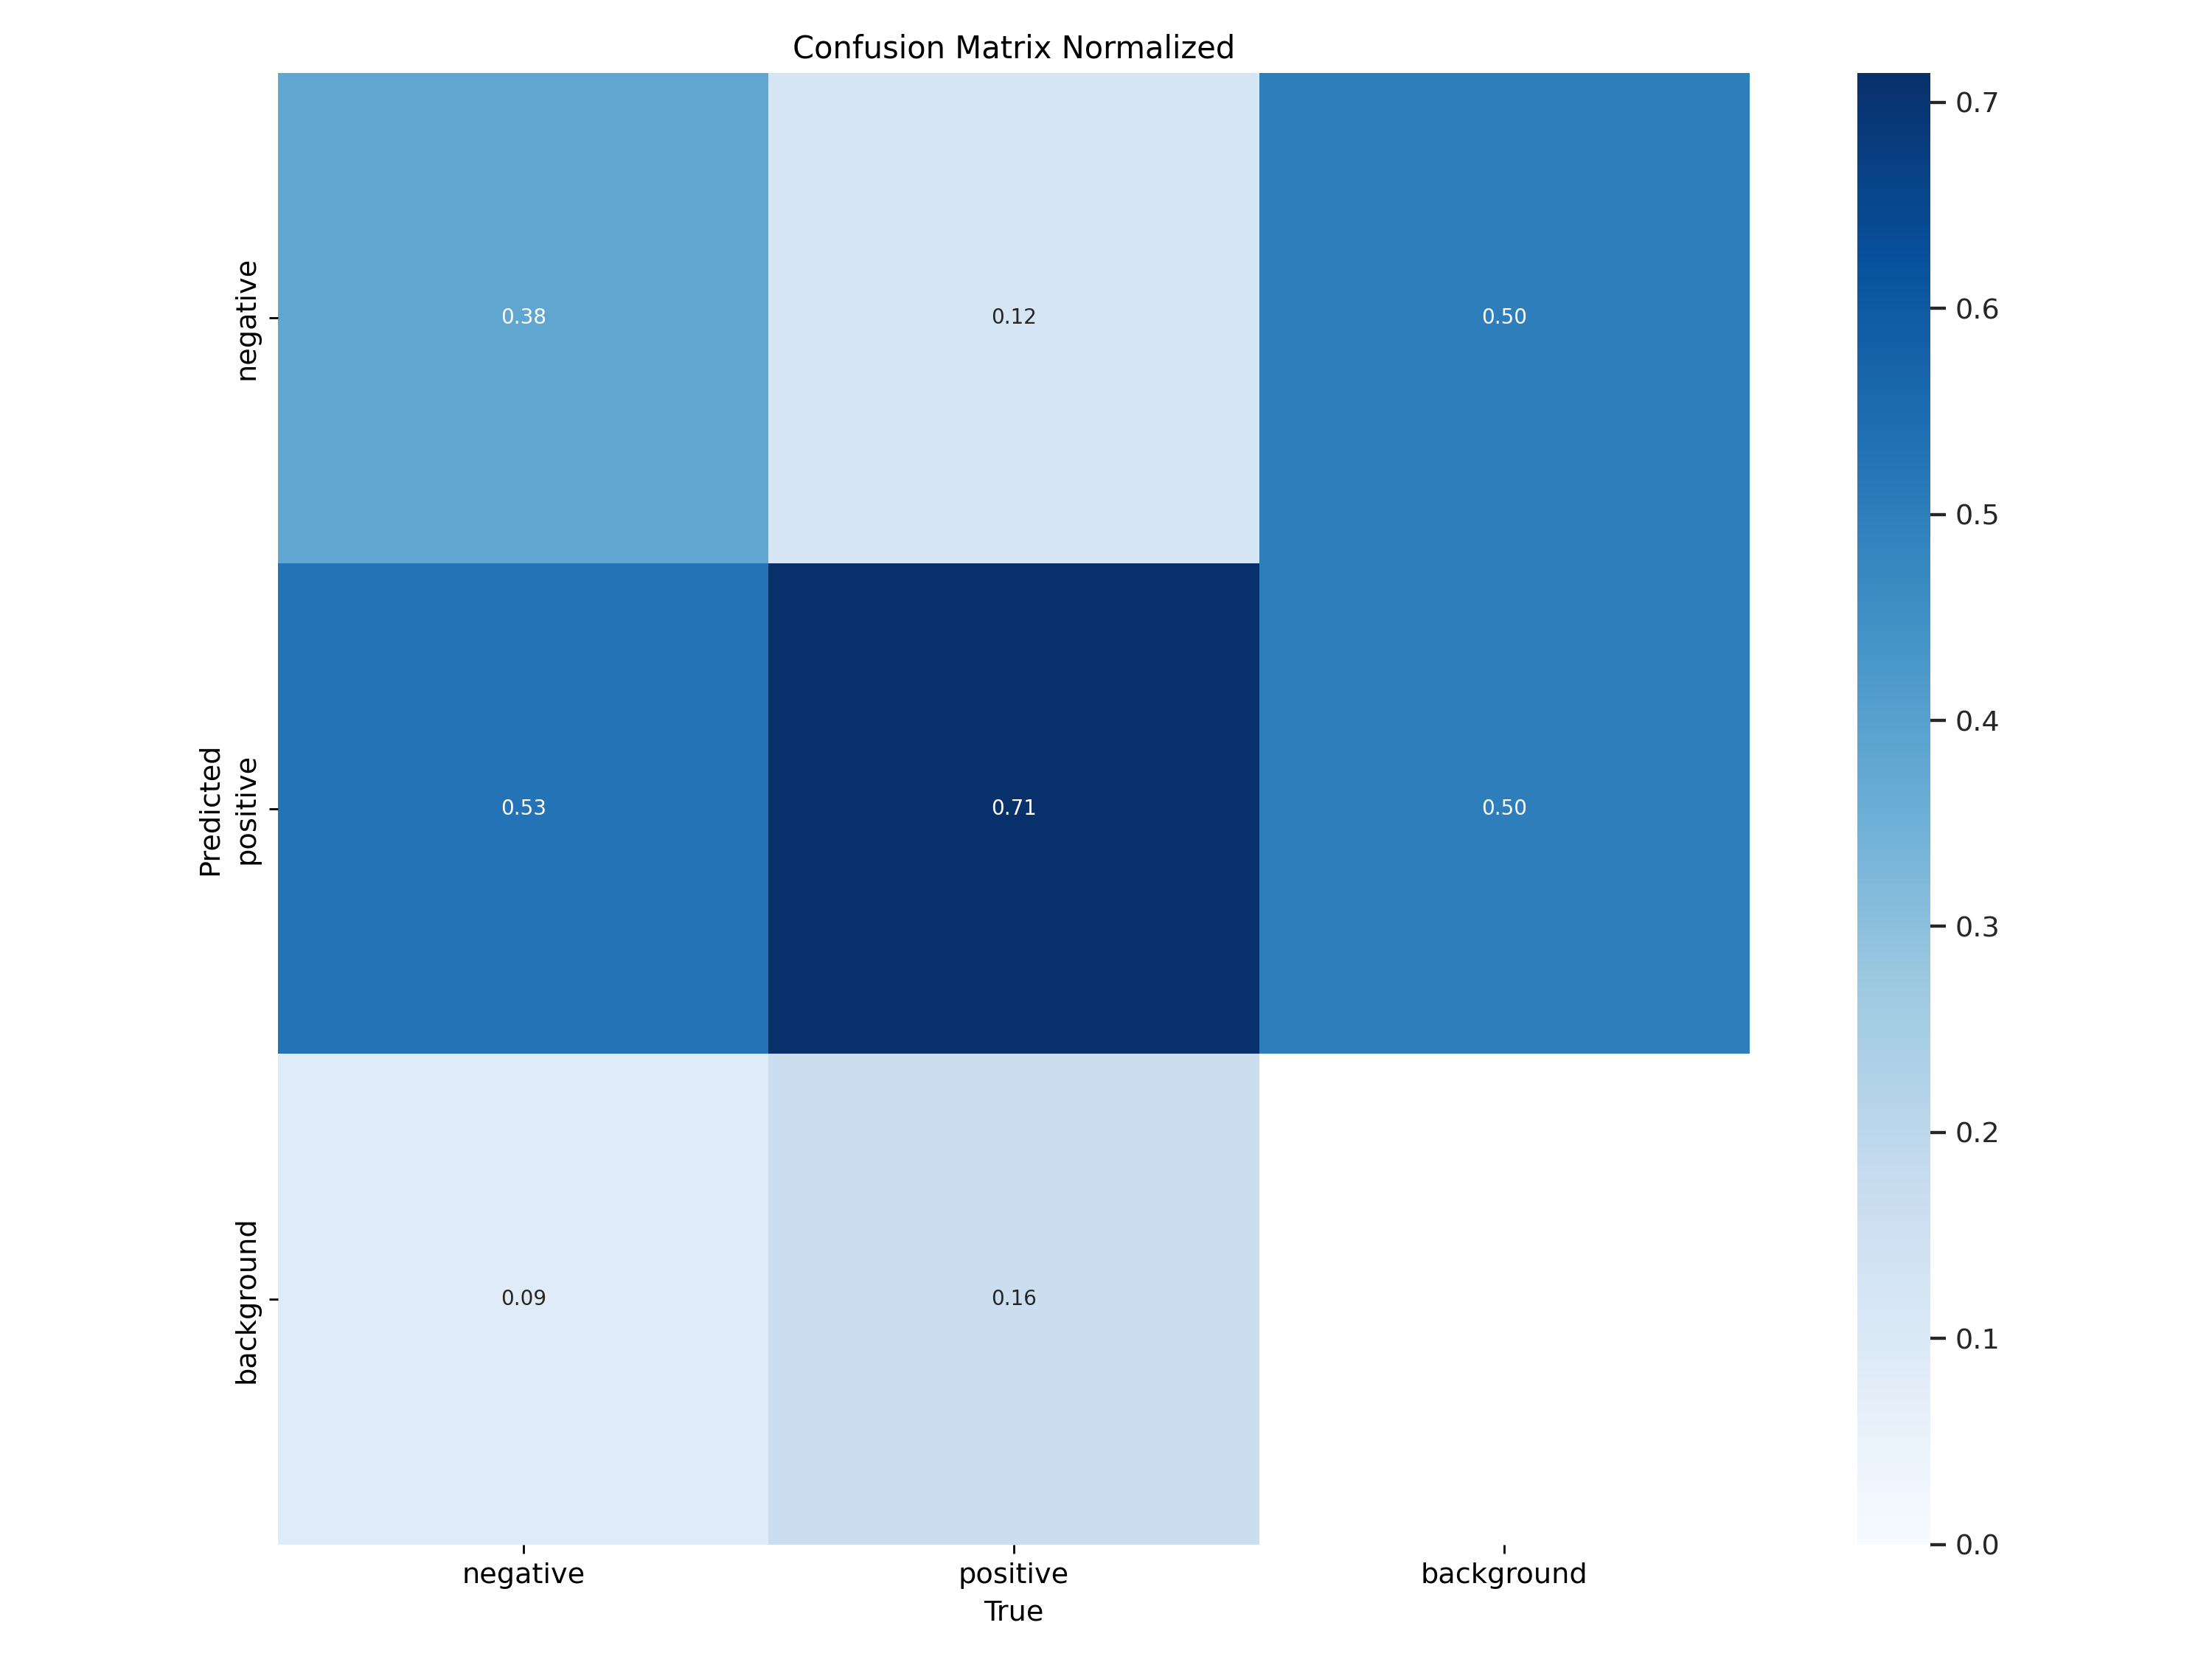 Confusion Matrix Normalized
negative
0.38
0.12
0.50
Predicted
positive
0.53
0.71
0.50
background
0.09
0.16
negative
positive
background
True
0.7
0.6
0.5
0.4
0.3
0.2
0.1
0.0